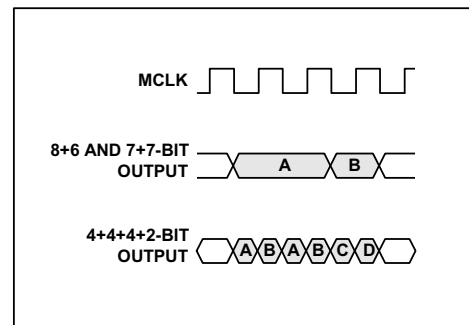 MCLK
8+6 AND 7+7-BIT
OUTPUT
A B
4+4+4+2-BIT
OUTPUT
A B A B C D